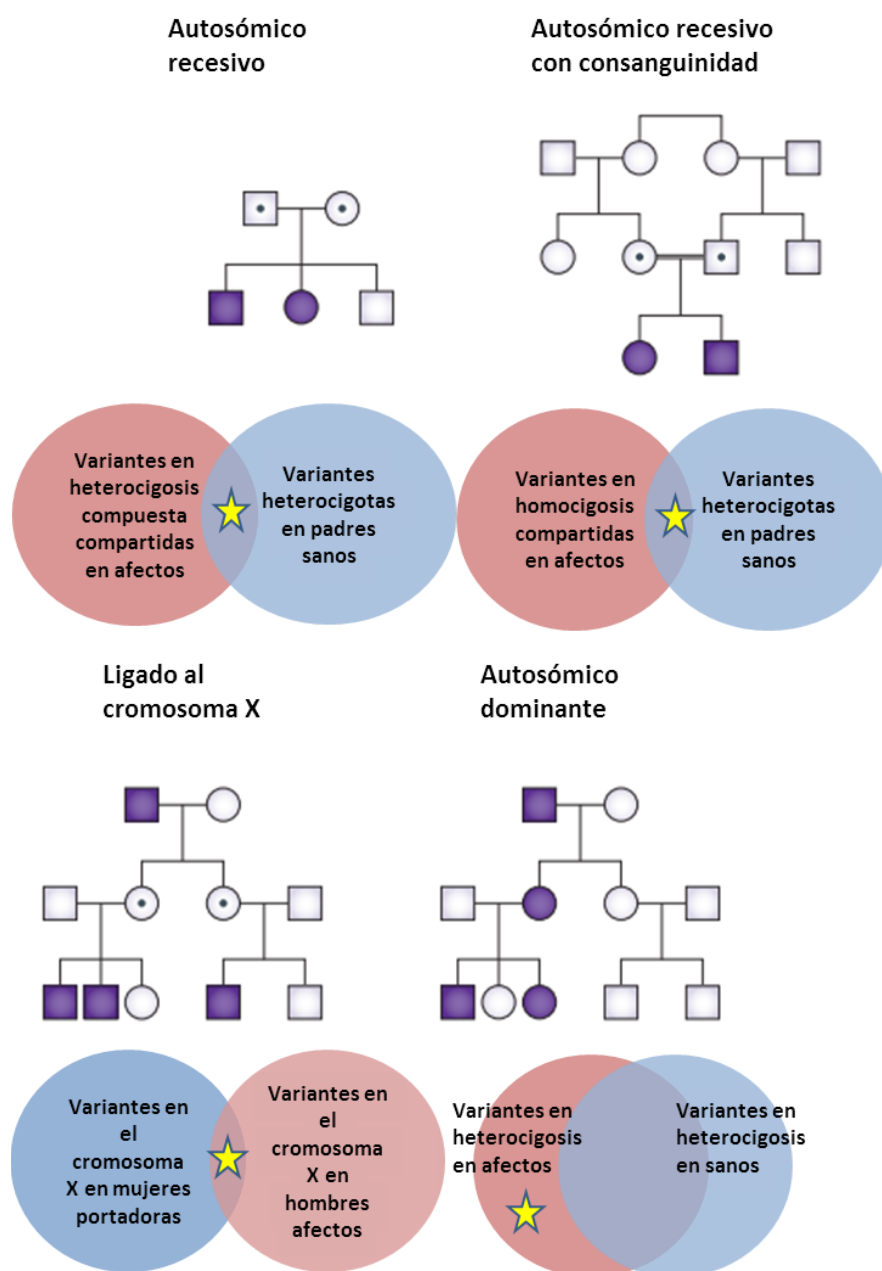 Autosómico
recesivo
Autosómico recesivo
con consanguinidad
Variantes en
heterocigosis
compuesta
compartidas
en afectos
Variantes
heterocigotas
en padres
sanos
Variantes en
homocigosis
compartidas
en afectos
Variantes
heterocigotas
en padres
sanos
Ligado al
cromosoma X
Autosómico
dominante
Variantes en
el
cromosoma
X en mujeres
portadoras
Variantes en
el
cromosoma
X en
hombres
afectos
Variantes en
heterocigosis
en afectos
Variantes en
heterocigosis
en sanos